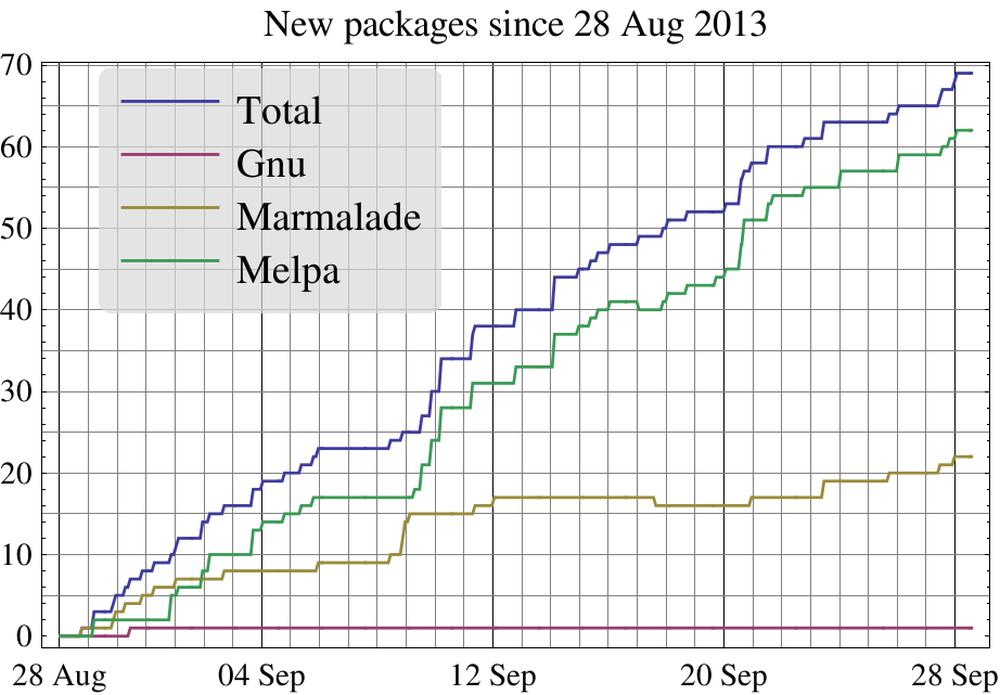 New packages since 28 Aug 2013
70
60
50
40
30
20
10
0
Total
Gnu
Marmalade
Melpa
28 Aug
04 Sep
12 Sep
20 Sep
28 Sep